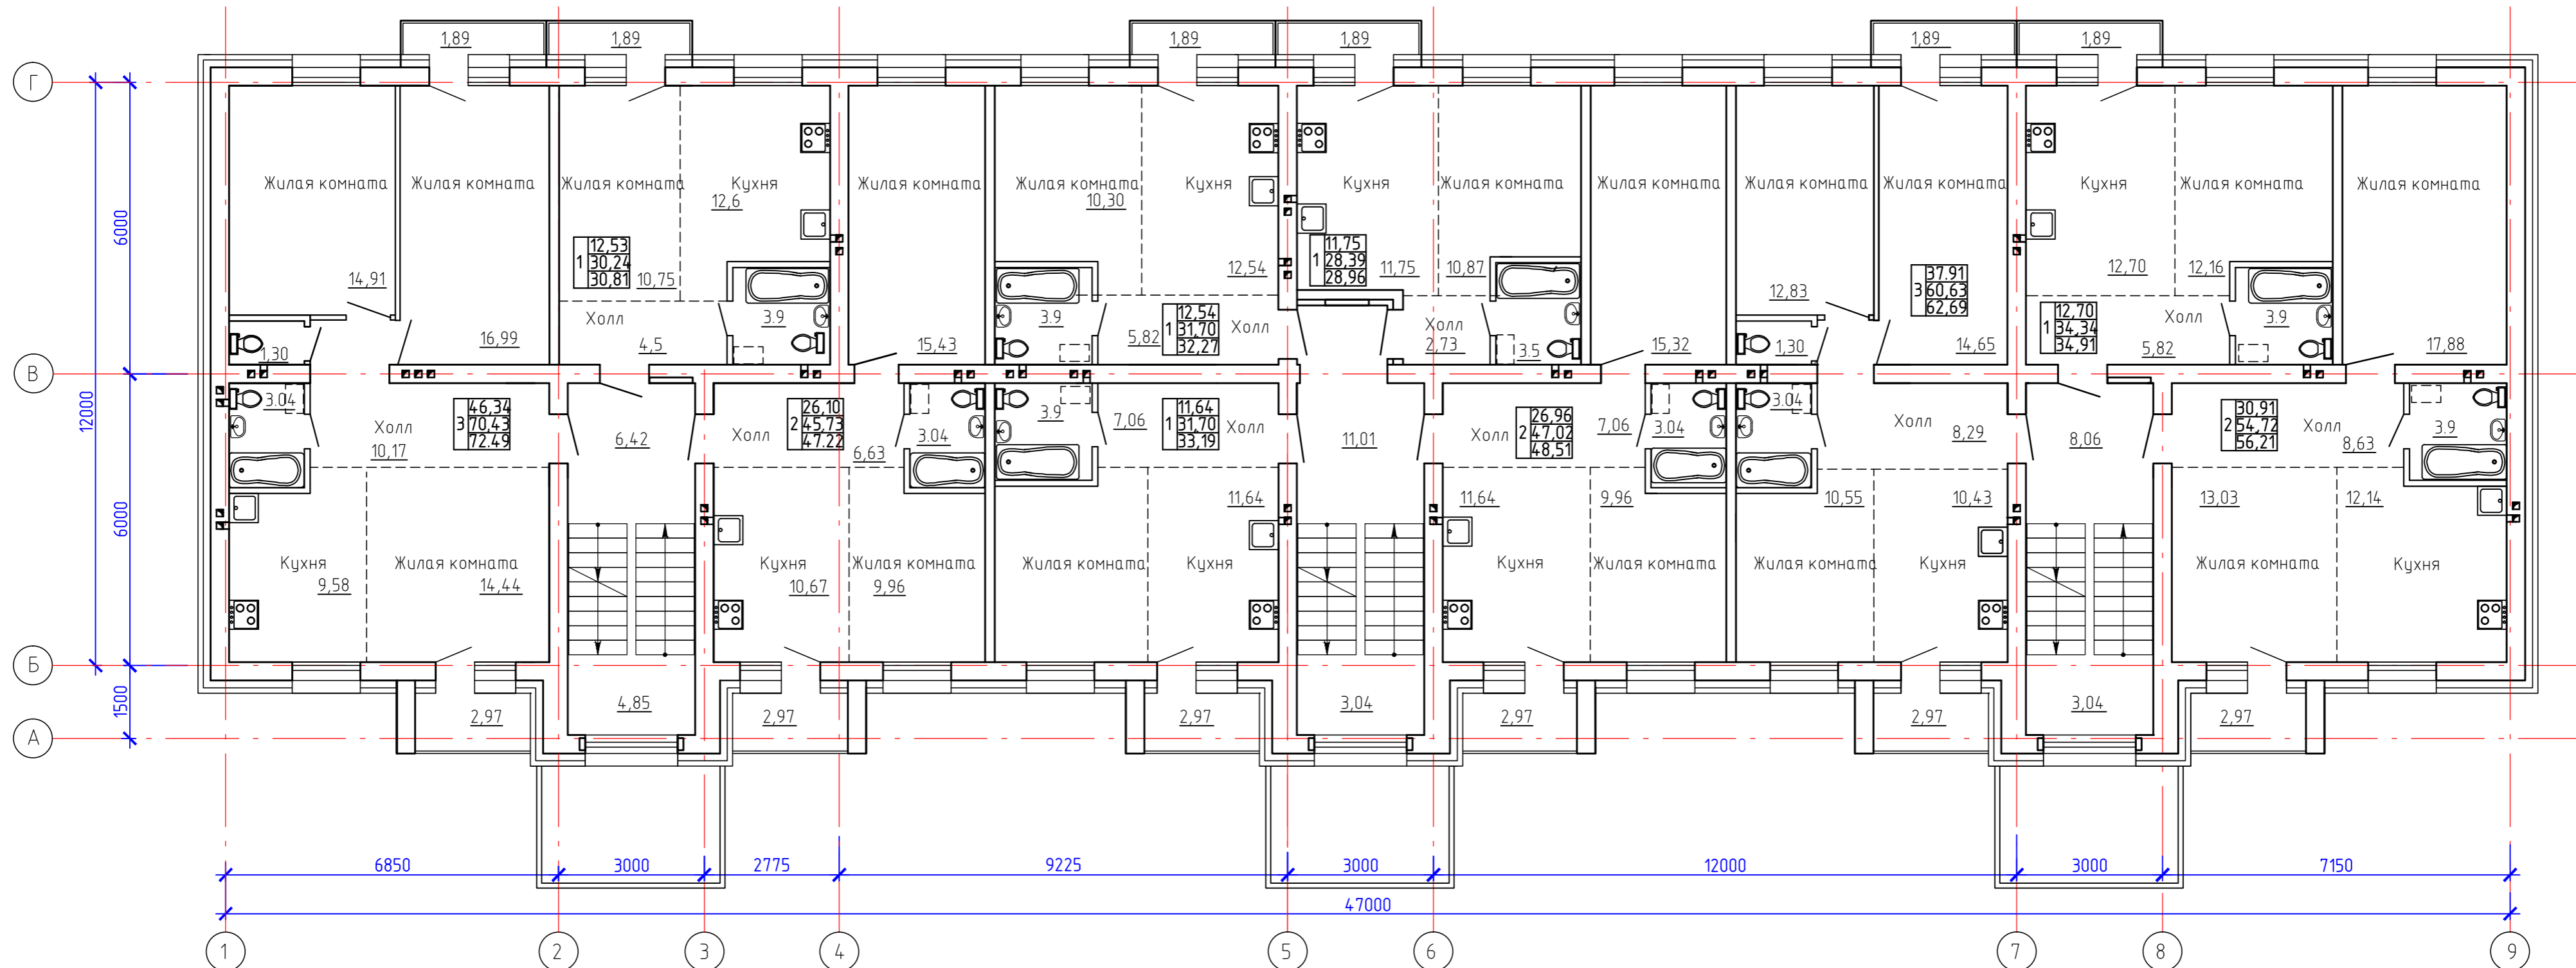 1,89 1,89 1,89 1,89 1,89 1,89
Г
Жилая комната Жилая комната Жилая комната Кухня Жилая комната Жилая комната Кухня Кухня Жилая комната Жилая комната Жилая комната Жилая комната Кухня Жилая комната Жилая комната
12,6 10,30
6000
12,53 11,75
1 30,24 1 28,39
30,81 28,96
37.91
3 60,63
62,69
14,91 10,75 12,54 11,75 10,87 12,83 12,70 12,16
Холл 3.9 3.9 5,82 Холл Холл Холл 3.9
12,54 12,70
1 31,70 1 34,34
32,27 34,91
1,30 16,99 4,5 15,43 2,73 3.5 15,32 1,30 14,65 5,82 17,88
В
12000
3.04 3.9 3.04
46,34 26,10 11,64 26,96 30,91
3 70,43 2 45,73 1 31,70 2 47,02 2 54,72
72.49 47.22 33,19 48,51 56,21
Холл 6,42 Холл 3.04 7,06 Холл 11,01 Холл 7,06 3.04 Холл 8,29 8,06 Холл 3.9
10,17 6,63 8,63
11,64 11,64 9,96 10,55 10,43 13,03 12,14
6000
Кухня Жилая комната Кухня Жилая комната Жилая комната Кухня Кухня Жилая комната Жилая комната Кухня Жилая комната Кухня
9,58 14,44 10,67 9,96
Б
1500
4,85 3,04 3,04
2,97 2,97 2,97 2,97 2,97 2,97
А
6850 3000 2775 9225 3000 12000 3000 7150
47000
1 2 3 4 5 6 7 8 9